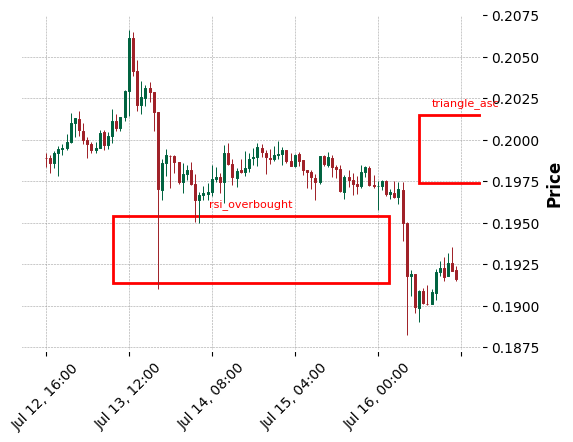 0.2075
0.2050
0.2025
triangle_asc
0.2000
0.1975
Price
rsi_overbought
0.1950
0.1925
0.1900
0.1875
Jul 12, 16:00
Jul 13, 12:00
Jul 14, 08:00
Jul 15, 04:00
Jul 16, 00:00